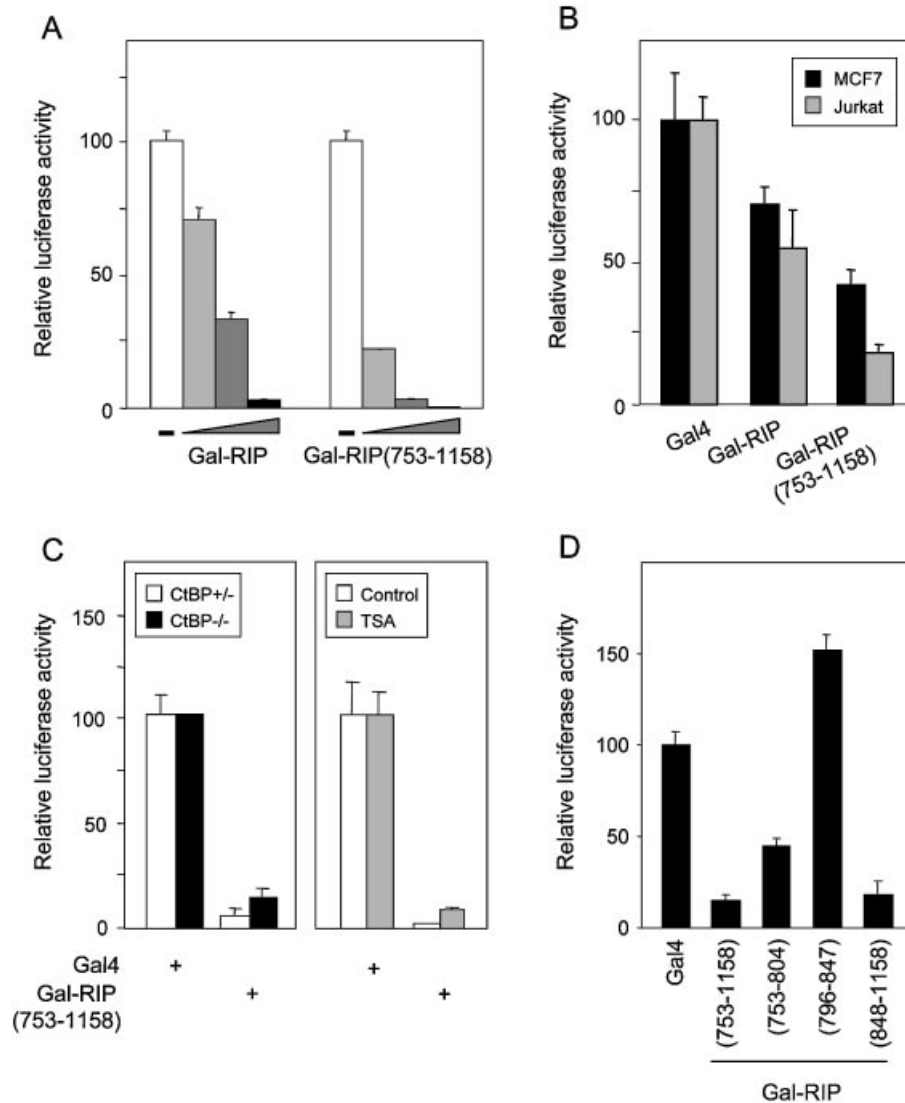 A
Relative luciferase activity
100
50
0
Gal-RIP
Gal-RIP(753-1158)
B
Relative luciferase activity
100
50
0
MCF7
Jurkat
Gal4
Gal-RIP
Gal-RIP
(753-1158)
C
Relative luciferase activity
150
100
50
0
CtBP+/-
CtBP-/-
Control
TSA
Gal4 + +
Gal-RIP + +
(753-1158)
D
Relative luciferase activity
150
100
50
0
Gal4
(753-1158)
(753-804)
(796-847)
(848-1158)
Gal-RIP